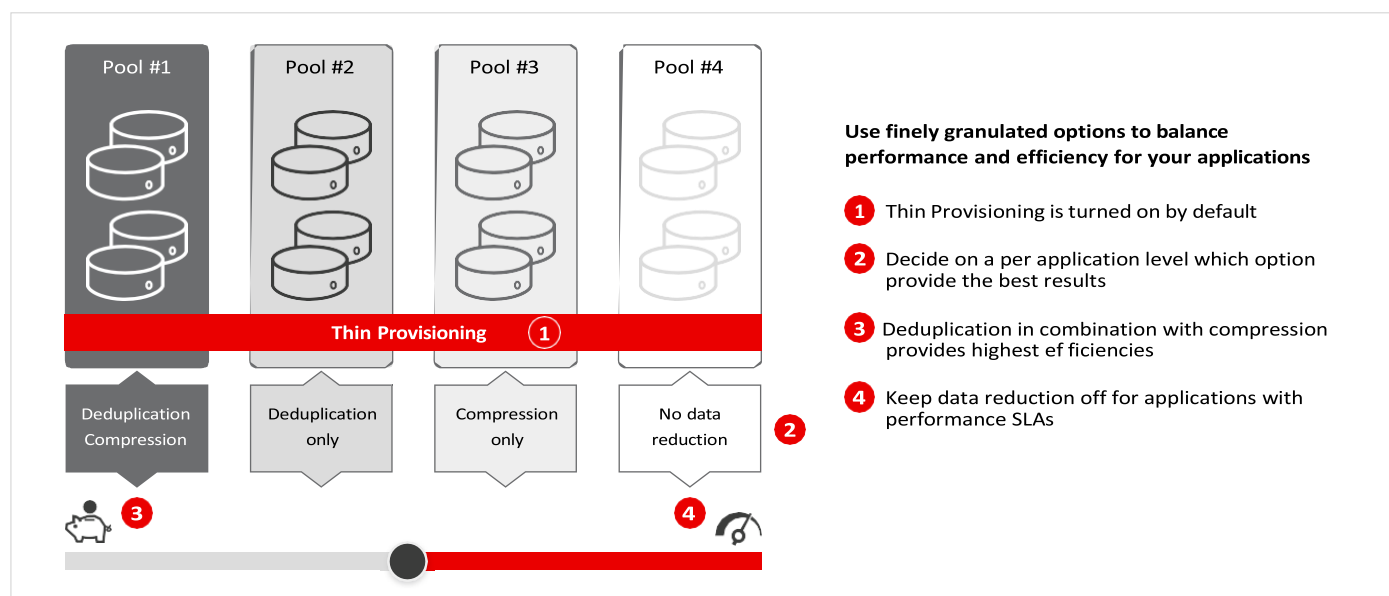 Pool #1
Pool #2
Pool #3
Pool #4
Thin Provisioning 1
Deduplication
Compression
Deduplication
only
Compression
only
No data
reduction
2
3
4
Use finely granulated options to balance
performance and efficiency for your applications
1 Thin Provisioning is turned on by default
2 Decide on a per application level which option
provide the best results
3 Deduplication in combination with compression
provides highest ef ficiencies
4 Keep data reduction off for applications with
performance SLAs